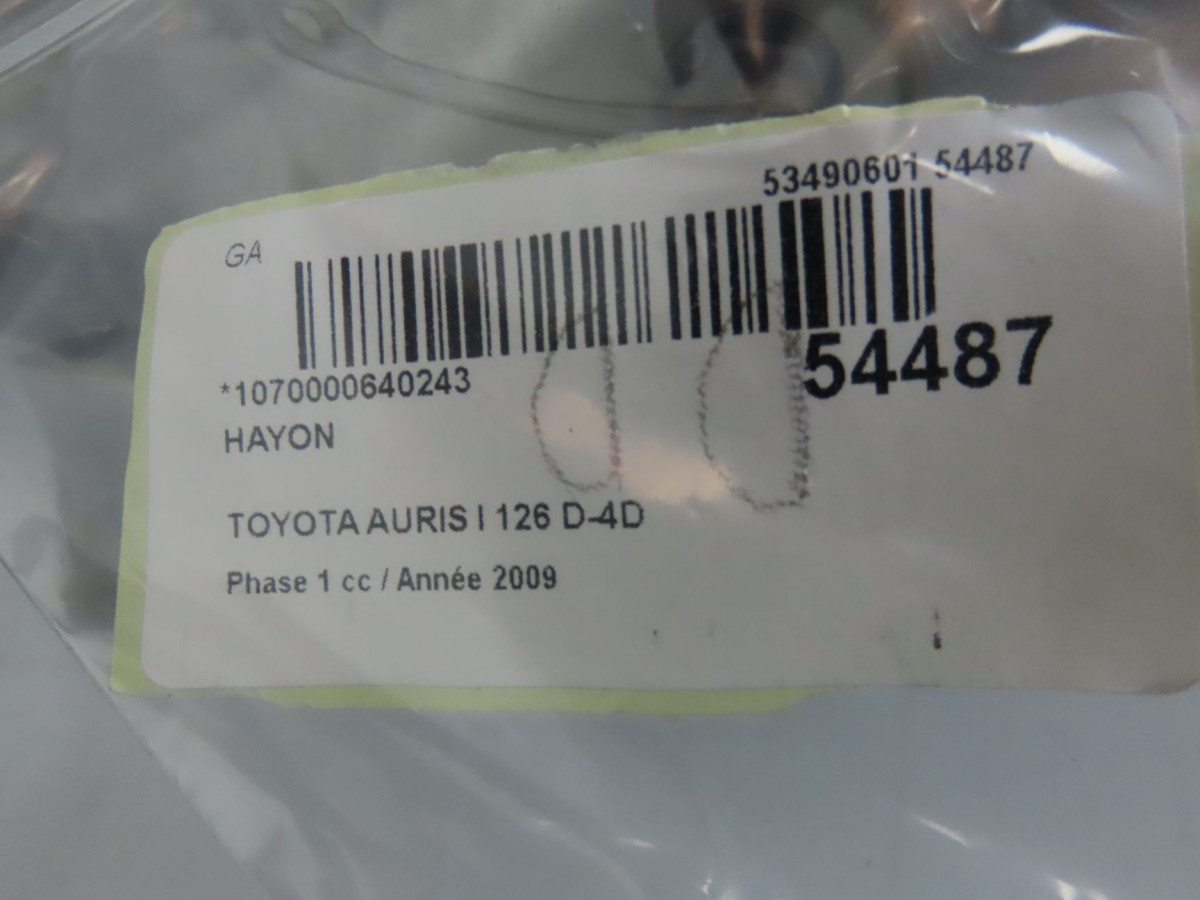 53490601 54487
GA
54487
*1070000640243
HAYON
TOYOTA AURIS I 126 D-4D
Phase 1 cc / Année 2009